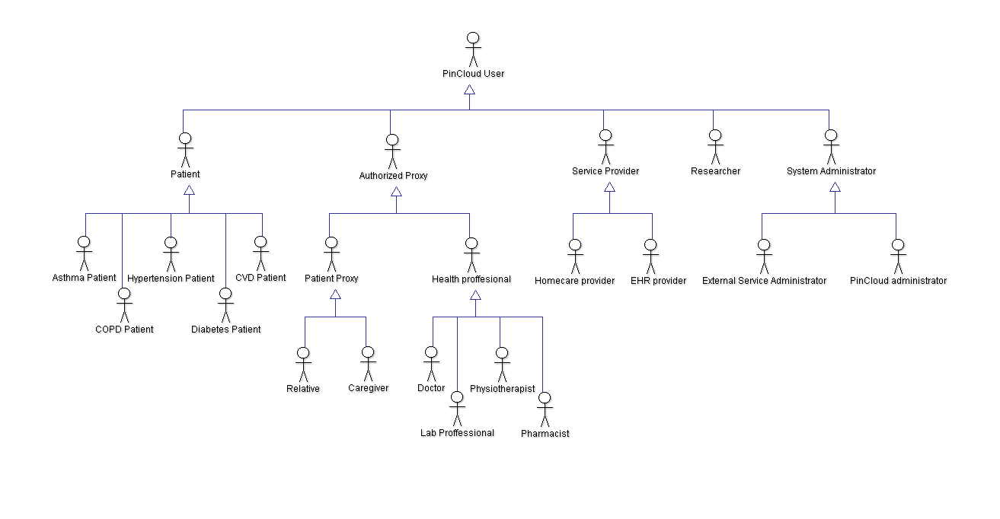 PinCloud User
Patient
Authorized Proxy
Service Provider
Researcher
System Administrator
Asthma Patient
Hypertension Patient
CVD Patient
Patient Proxy
Health proffesional
Homecare provider
EHR provider
External Service Administrator
PinCloud administrator
COPD Patient
Diabetes Patient
Relative
Caregiver
Doctor
Physiotherapist
Lab Proffessional
Pharmacist